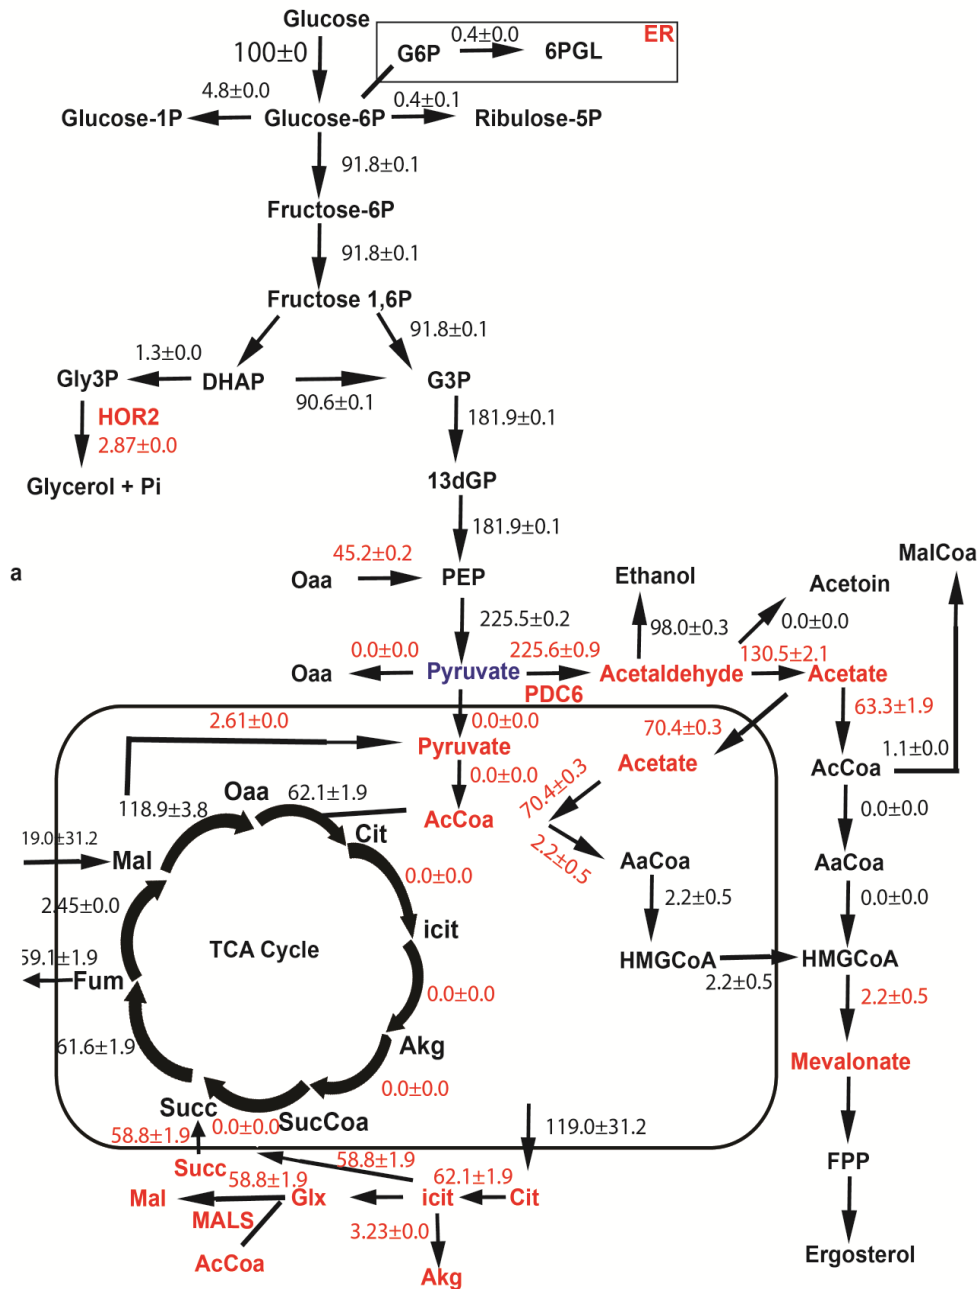 Glucose
100±0
ER
G6P
0.4±0.0
6PGL
4.8±0.0
0.4±0.1
Glucose-1P
Glucose-6P
Ribulose-5P
91.8±0.1
Fructose-6P
91.8±0.1
Fructose 1,6P
91.8±0.1
1.3±0.0
Gly3P
DHAP
G3P
90.6±0.1
HOR2
2.87±0.0
181.9±0.1
Glycerol + Pi
13dGP
181.9±0.1
a
45.2±0.2
Oaa
PEP
Ethanol
Acetoin
MalCoa
225.5±0.2
98.0±0.3
0.0±0.0
0.0±0.0
225.6±0.9
130.5±2.1
Oaa
Pyruvate
PDC6
Acetaldehyde
Acetate
2.61±0.0
0.0±0.0
70.4±0.3
63.3±1.9
Pyruvate
Acetate
1.1±0.0
0.0±0.0
AcCoa
118.9±3.8
Oaa
62.1±1.9
AcCoa
70.4±0.3
0.0±0.0
Cit
2.2±0.5
19.0±31.2
Mal
0.0±0.0
AaCoa
AaCoa
2.45±0.0
2.2±0.5
0.0±0.0
icit
TCA Cycle
59.1±1.9
Fum
HMGCoA
2.2±0.5
HMGCoA
0.0±0.0
2.2±0.5
61.6±1.9
Akg
Mevalonate
0.0±0.0
Succ
0.0±0.0
SucCoa
58.8±1.9
119.0±31.2
Succ
58.8±1.9
FPP
58.8±1.9
62.1±1.9
Mal
MALS
Glx
icit
Cit
3.23±0.0
AcCoa
Akg
Ergosterol